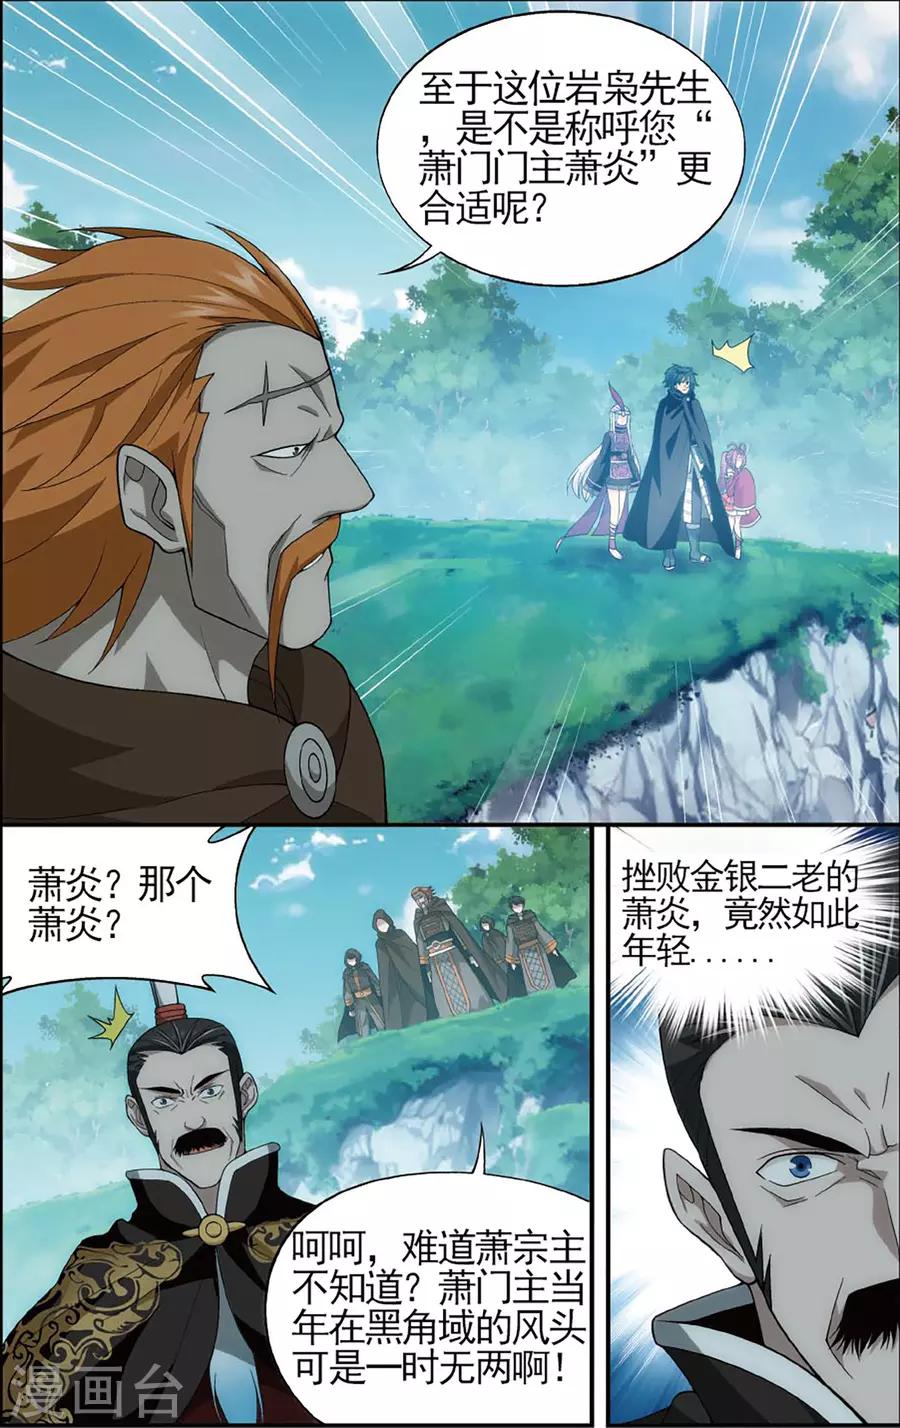 至于这位岩枭先生
，是不是称呼您“
萧门门主萧炎”更
合适呢？
萧炎？那个
萧炎？
挫败金银二老的
萧炎，竟然如此
年轻......
呵呵，难道萧宗主
不知道？萧门主当
年在黑角域的风头
可是一时无两啊！
漫画台